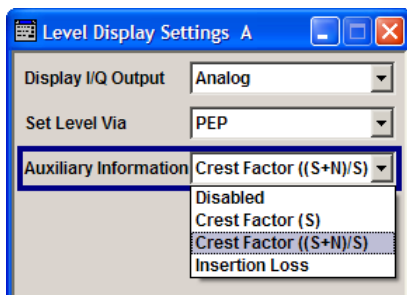 Level Display Settings A
Display I/Q Output Analog
Set Level Via PEP
Auxiliary Information Crest Factor ((S+N)/S)
Disabled
Crest Factor (S)
Crest Factor ((S+N)/S)
Insertion Loss